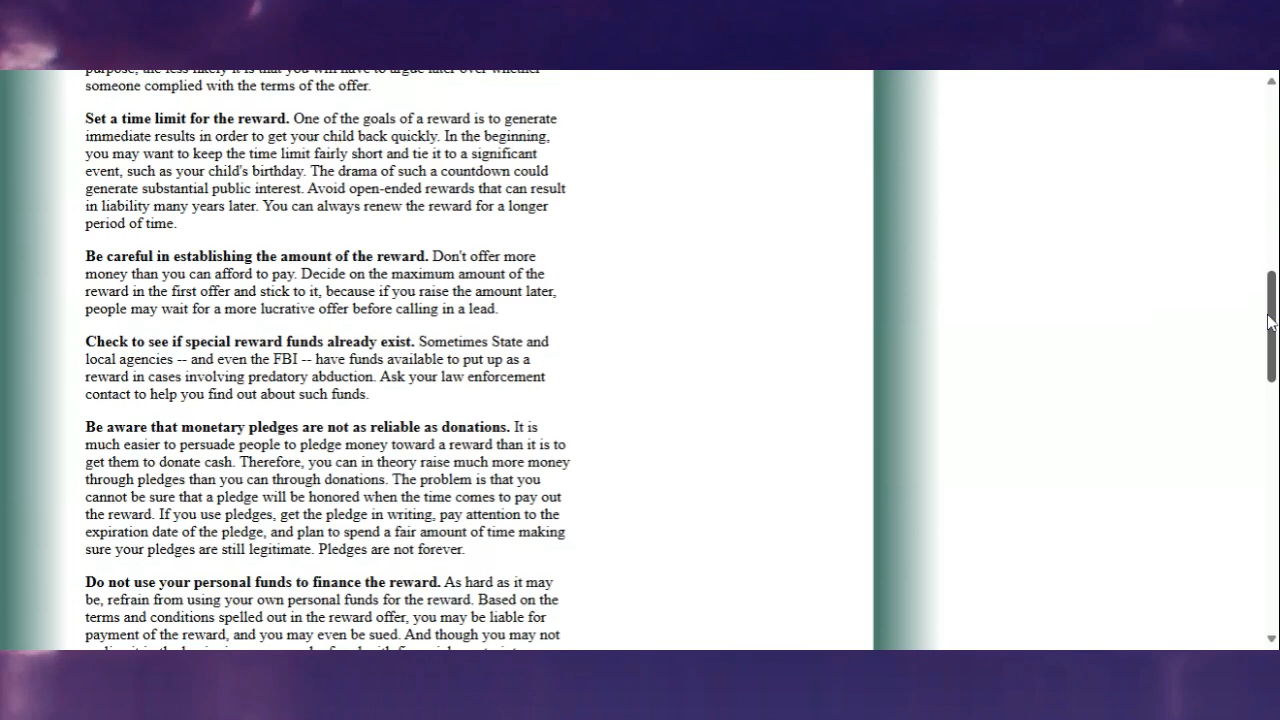 someone complied with the terms of the offer.
Set a time limit for the reward. One of the goals of a reward is to generate
immediate results in order to get your child back quickly. In the beginning,
you may want to keep the time limit fairly short and tie it to a significant
event, such as your child's birthday. The drama of such a countdown could
generate substantial public interest. Avoid open-ended rewards that can result
in liability many years later. You can always renew the reward for a longer
period of time.
Be careful in establishing the amount of the reward. Don't offer more
money than you can afford to pay. Decide on the maximum amount of the
reward in the first offer and stick to it, because if you raise the amount later,
people may wait for a more lucrative offer before calling in a lead.
Check to see if special reward funds already exist. Sometimes State and
local agencies -- and even the FBI -- have funds available to put up as a
reward in cases involving predatory abduction. Ask your law enforcement
contact to help you find out about such funds.
Be aware that monetary pledges are not as reliable as donations. It is
much easier to persuade people to pledge money toward a reward than it is to
get them to donate cash. Therefore, you can in theory raise much more money
through pledges than you can through donations. The problem is that you
cannot be sure that a pledge will be honored when the time comes to pay out
the reward. If you use pledges, get the pledge in writing, pay attention to the
expiration date of the pledge, and plan to spend a fair amount of time making
sure your pledges are still legitimate. Pledges are not forever.
Do not use your personal funds to finance the reward. As hard as it may
be, refrain from using your own personal funds for the reward. Based on the
terms and conditions spelled out in the reward offer, you may be liable for
payment of the reward, and you may even be sued. And though you may not